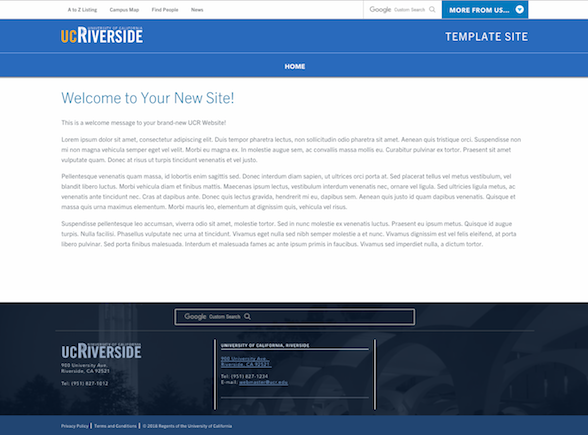 A to Z Listing Campus Map Find People News
Google Custom Search
MORE FROM US...
UNIVERSITY OF CALIFORNIA
UCRIVERSIDE
TEMPLATE SITE
HOME
Welcome to Your New Site!
This is a welcome message to your brand-new UCR Website!
Lorem ipsum dolor sit amet, consectetur adipiscing elit. Duis tempor pharetra lectus, non sollicitudin odio pharetra sit amet. Aenean quis tristique orci. Suspendisse non
mi non magna vehicula semper eget vel velit. Morbi eu magna ex. In molestie augue sem, ac convallis massa mollis eu. Curabitur pulvinar ex tortor. Praesent sit amet
vulputate quam. Donec at risus ut turpis tincidunt venenatis et vel justo.
Pellentesque venenatis quam massa, id lobortis enim sagittis sed. Donec interdum diam sapien, ut ultrices orci porta at. Sed placerat tellus vel metus vestibulum, vel
blandit libero luctus. Morbi vehicula diam et finibus mattis. Maecenas ipsum lectus, vestibulum interdum venenatis nec, ornare vel ligula. Sed ultricies ligula metus, ac
venenatis ante tincidunt nec. Cras at dapibus ante. Donec quis lectus gravida, hendrerit mi eu, dapibus sem. Aenean quis justo id quam dapibus venenatis. Quisque et
massa quis urna maximus elementum. Morbi mauris leo, elementum at dignissim quis, vehicula vel risus.
Suspendisse pellentesque leo accumsan, viverra odio sit amet, molestie tortor. Sed in nunc molestie ex venenatis luctus. Praesent eu ipsum metus. Quisque id augue
turpis. Nulla facilisi. Phasellus vulputate nec urna at tincidunt. Vivamus eget nulla sed nibh semper molestie a et nunc. Vivamus dignissim est vel felis eleifend, at porta
libero pulvinar. Sed porta finibus malesuada. Interdum et malesuada fames ac ante ipsum primis in faucibus. Vivamus sed imperdiet nulla, a dictum tortor.
Google Custom Search
UNIVERSITY OF CALIFORNIA
UCRIVERSIDE
900 University Ave.
Riverside, CA 92521
Tel: (951) 827-1012
UNIVERSITY OF CALIFORNIA, RIVERSIDE
900 University Ave.
Riverside, CA 92521
Tel: (951) 827-1234
E-mail: webmaster@ucr.edu
Privacy Policy | Terms and Conditions | © 2018 Regents of the University of California